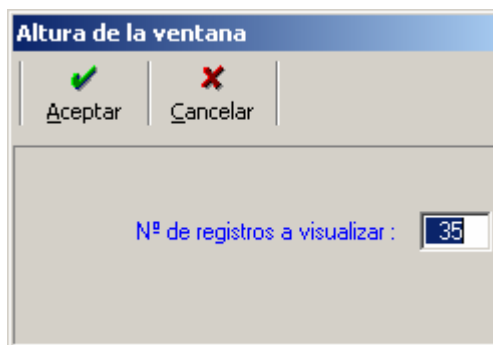 Altura de la ventana
Aceptar Cancelar
Nº de registros a visualizar : 35